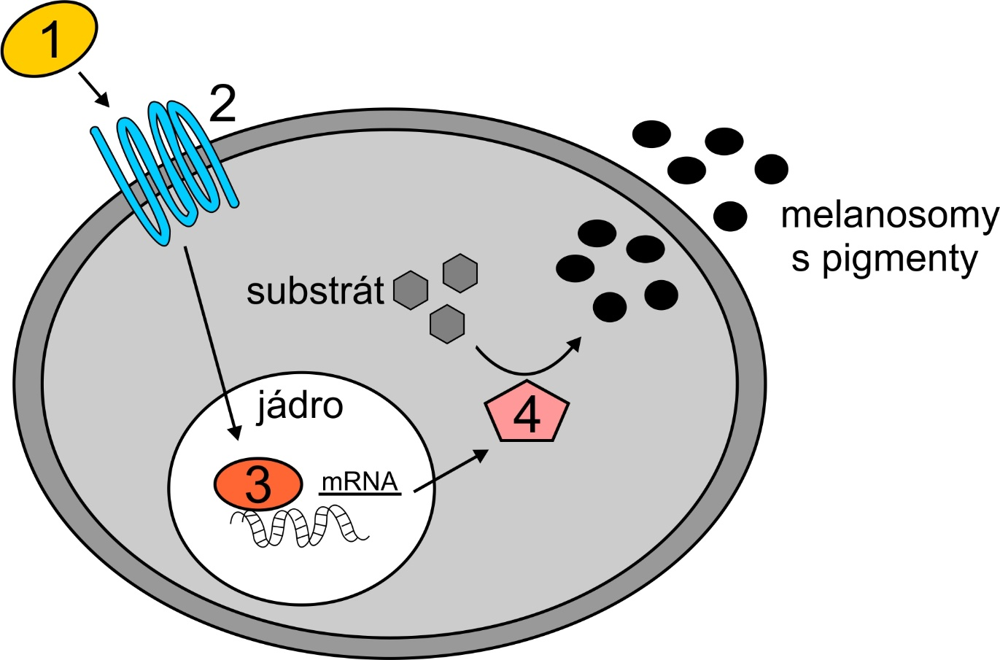 1
2
melanosomy
s pigmenty
substrát
jádro
4
3
mRNA